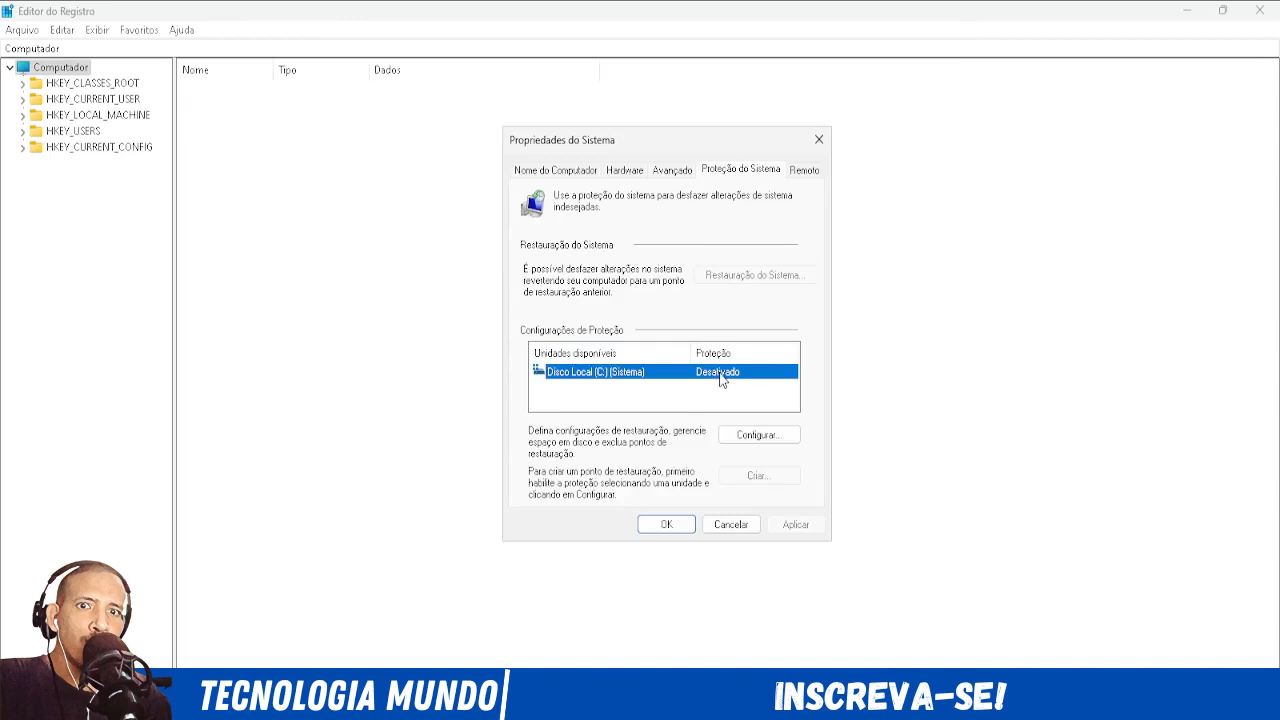 Editor do Registro
Arquivo Editar Exibir Favoritos Ajuda
Computador
Computador
HKEY_CLASSES_ROOT
HKEY_CURRENT_USER
HKEY_LOCAL_MACHINE
HKEY_USERS
HKEY_CURRENT_CONFIG
Nome Tipo Dados
Propriedades do Sistema
Nome do Computador Hardware Avançado Proteção do Sistema Remoto
Use a proteção do sistema para desfazer alterações de sistema
indesejadas.
Restauração do Sistema
É possível desfazer alterações no sistema
revertendo seu computador para um ponto
de restauração anterior.
Restauração do Sistema...
Configurações de Proteção
Unidades disponíveis Proteção
Disco Local (C:) (Sistema) Desativado
Defina configurações de restauração, gerencie
espaço em disco e exclua pontos de
restauração.
Configurar...
Para criar um ponto de restauração, primeiro
habilite a proteção selecionando uma unidade e
clicando em Configurar.
Criar...
OK Cancelar Aplicar
TECNOLOGIA MUNDO
INSCREVA-SE!